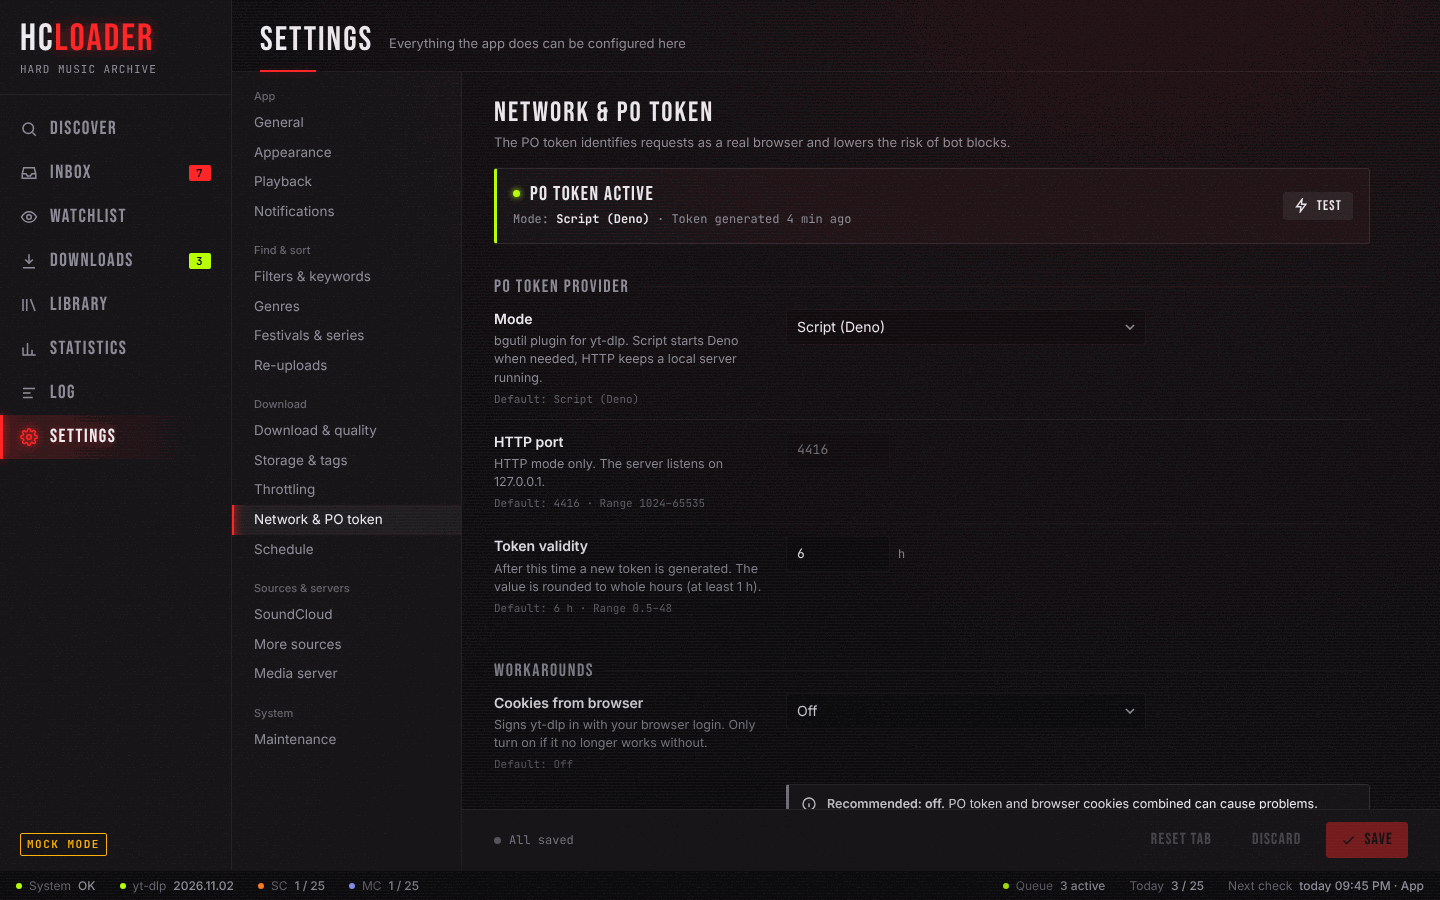 HCLOADER
HARD MUSIC ARCHIVE
DISCOVER
INBOX 7
WATCHLIST
DOWNLOADS 3
LIBRARY
STATISTICS
LOG
SETTINGS
MOCK MODE
SETTINGS Everything the app does can be configured here
App
General
Appearance
Playback
Notifications
Find & sort
Filters & keywords
Genres
Festivals & series
Re-uploads
Download
Download & quality
Storage & tags
Throttling
Network & PO token
Schedule
Sources & servers
SoundCloud
More sources
Media server
System
Maintenance
NETWORK & PO TOKEN
The PO token identifies requests as a real browser and lowers the risk of bot blocks.
PO TOKEN ACTIVE
Mode: Script (Deno) · Token generated 4 min ago
TEST
PO TOKEN PROVIDER
Mode
bgutil plugin for yt-dlp. Script starts Deno
when needed, HTTP keeps a local server
running.
Default: Script (Deno)
Script (Deno)
HTTP port
HTTP mode only. The server listens on
127.0.0.1.
Default: 4416 · Range 1024–65535
4416
Token validity
After this time a new token is generated. The
value is rounded to whole hours (at least 1 h).
Default: 6 h · Range 0.5–48
6 h
WORKAROUNDS
Cookies from browser
Signs yt-dlp in with your browser login. Only
turn on if it no longer works without.
Default: Off
Off
Recommended: off. PO token and browser cookies combined can cause problems.
All saved
RESET TAB DISCARD SAVE
System OK yt-dlp 2026.11.02 SC 1 / 25 MC 1 / 25 Queue 3 active Today 3 / 25 Next check today 09:45 PM · App